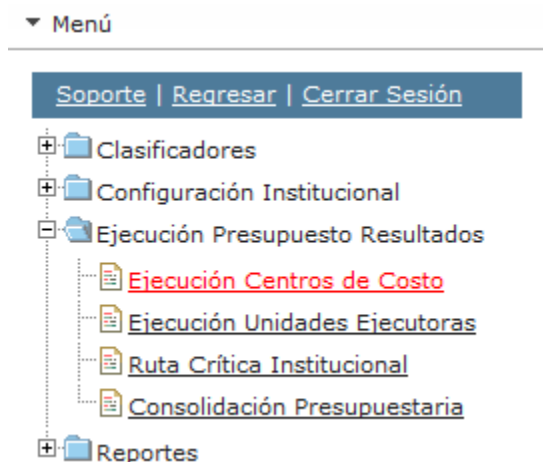 Menú
Soporte | Regresar | Cerrar Sesión
Clasificadores
Configuración Institucional
Ejecución Presupuesto Resultados
Ejecución Centros de Costo
Ejecución Unidades Ejecutoras
Ruta Crítica Institucional
Consolidación Presupuestaria
Reportes